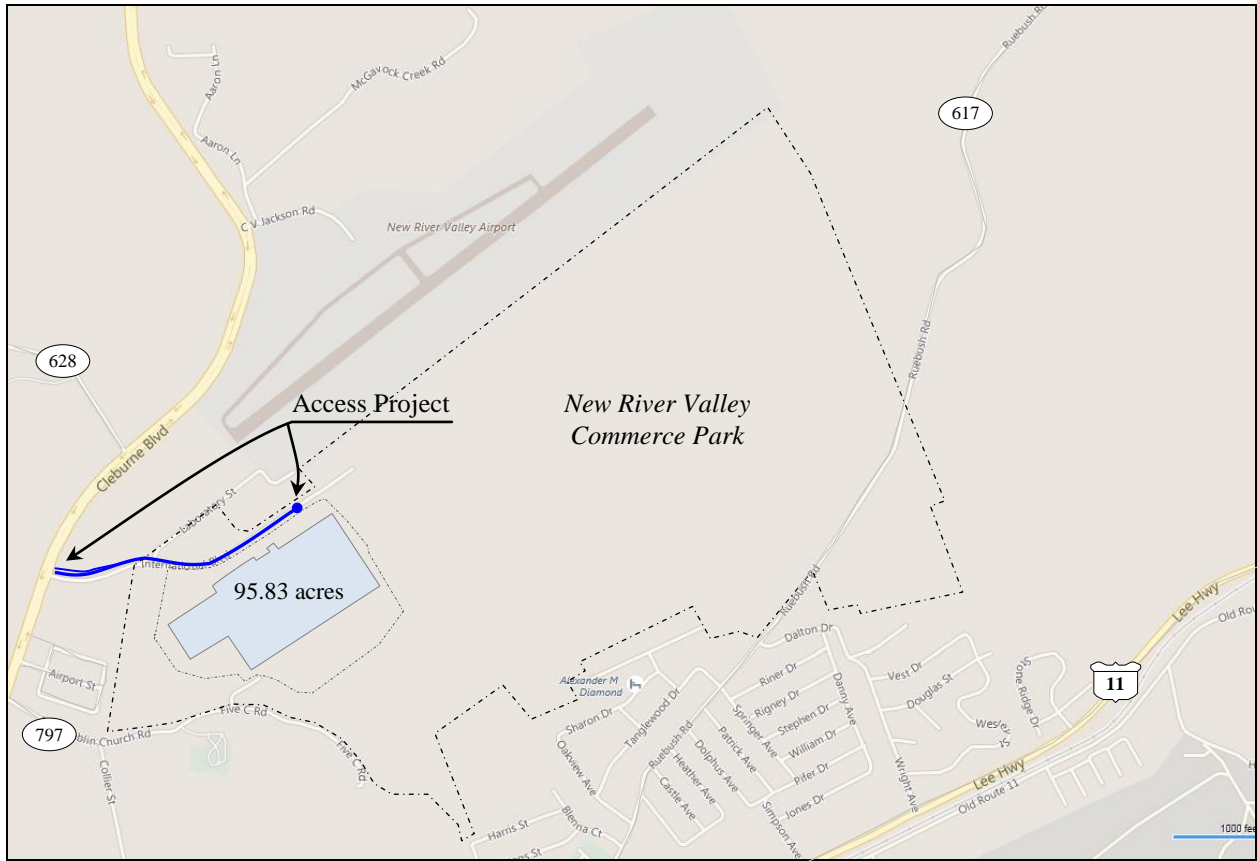 Ruebush Rd
McGavock Creek Rd
Aaron Ln
617
Aaron Ln
C V Jackson Rd
New River Valley Airport
Ruebush Rd
628
Access Project
New River Valley
Commerce Park
Cleburne Blvd
Laboratory St
International Blvd
95.83 acres
Ruebush Rd
Lee Hwy
Old Rou
Dalton Dr
Airport St
Alexander M
Diamond
Riner Dr
Vest Dr
Stone Ridge Dr
11
Tanglewood Dr
Rigney Dr
Danny Ave
Douglas St
Five C Rd
Sharon Dr
Springer Ave
Stephen Dr
Wesley St
797
blin Church Rd
Ruebush Rd
Patrick Ave
William Dr
Five C Rd
Oakview Ave
Dolphus Ave
Heather Ave
Pifer Dr
Wright Ave
Lee Hwy
Collier St
Castle Ave
Simpson Ave
Jones Dr
Old Route 11
Harris St
Blenna Ct
1000 fee